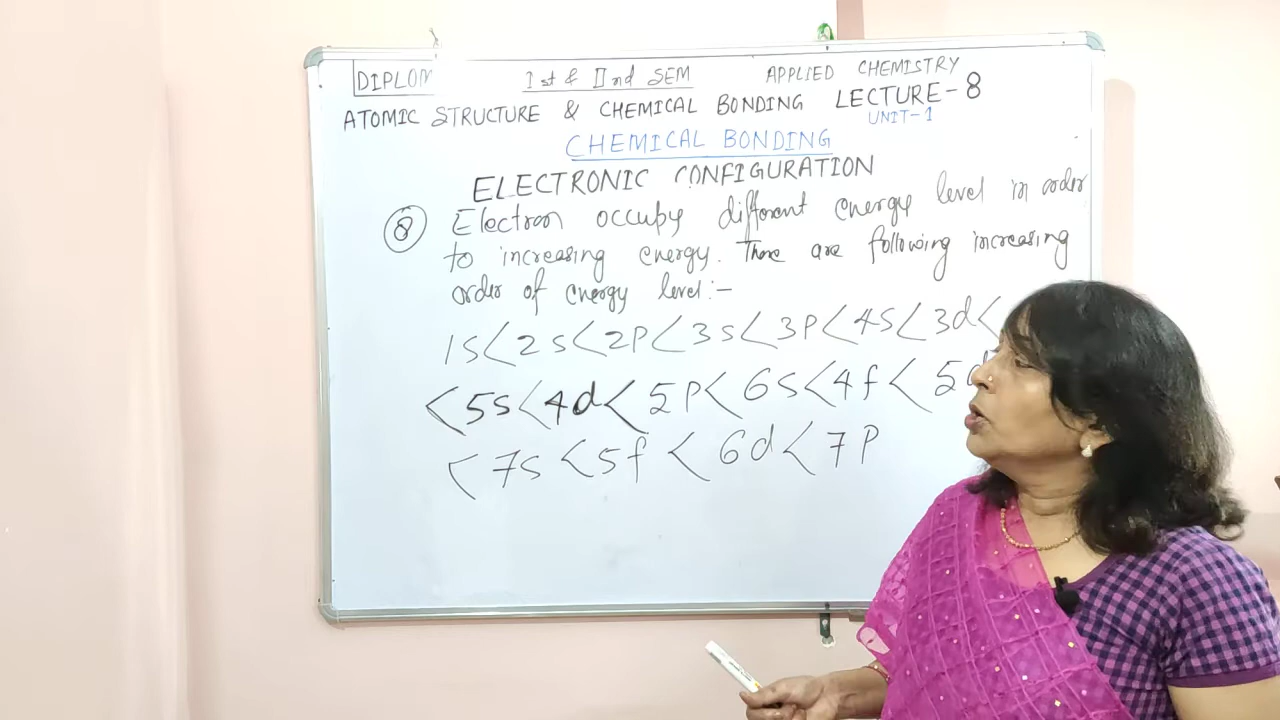 DIPLOM Ist & IInd SEM APPLIED CHEMISTRY
ATOMIC STRUCTURE & CHEMICAL BONDING LECTURE-8
UNIT-1
CHEMICAL BONDING
ELECTRONIC CONFIGURATION
8 Electron occupy different energy level in order
to increasing energy. There are following increasing
order of energy level:-
1s<2s<2p<3s<3p<4s<3d<
<5s<4d<5p<6s<4f<5d
<7s<5f<6d<7p